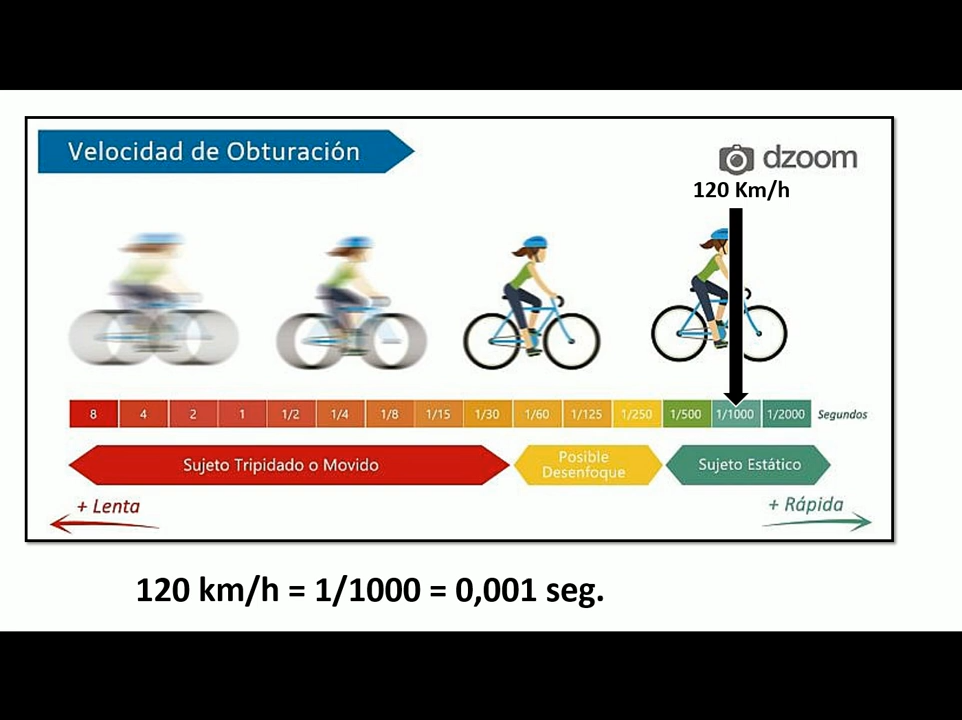 Velocidad de Obturación
dzoom
120 Km/h
8 4 2 1 1/2 1/4 1/8 1/15 1/30 1/60 1/125 1/250 1/500 1/1000 1/2000 Segundos
Sujeto Tripidado o Movido
Posible
Desenfoque
Sujeto Estático
+ Lenta
+ Rápida
120 km/h = 1/1000 = 0,001 seg.